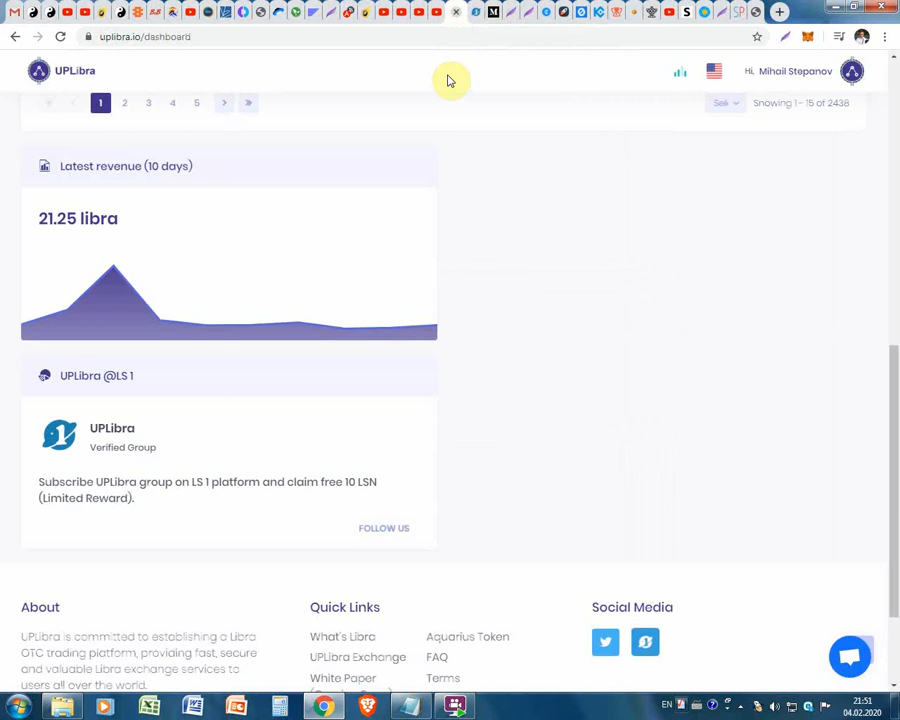 uplibra.io/dashboard
UPLibra
Hi, Mihail Stepanov
1 2 3 4 5
Showing 1 - 15 of 2438
Latest revenue (10 days)
21.25 libra
UPLibra @LS 1
UPLibra
Verified Group
Subscribe UPLibra group on LS 1 platform and claim free 10 LSN
(Limited Reward).
FOLLOW US
About
UPLibra is committed to establishing a Libra
OTC trading platform, providing fast, secure
and valuable Libra exchange services to
users all over the world.
Quick Links
What's Libra
UPLibra Exchange
White Paper
Aquarius Token
FAQ
Terms
Social Media
EN
21:51
04.02.2020